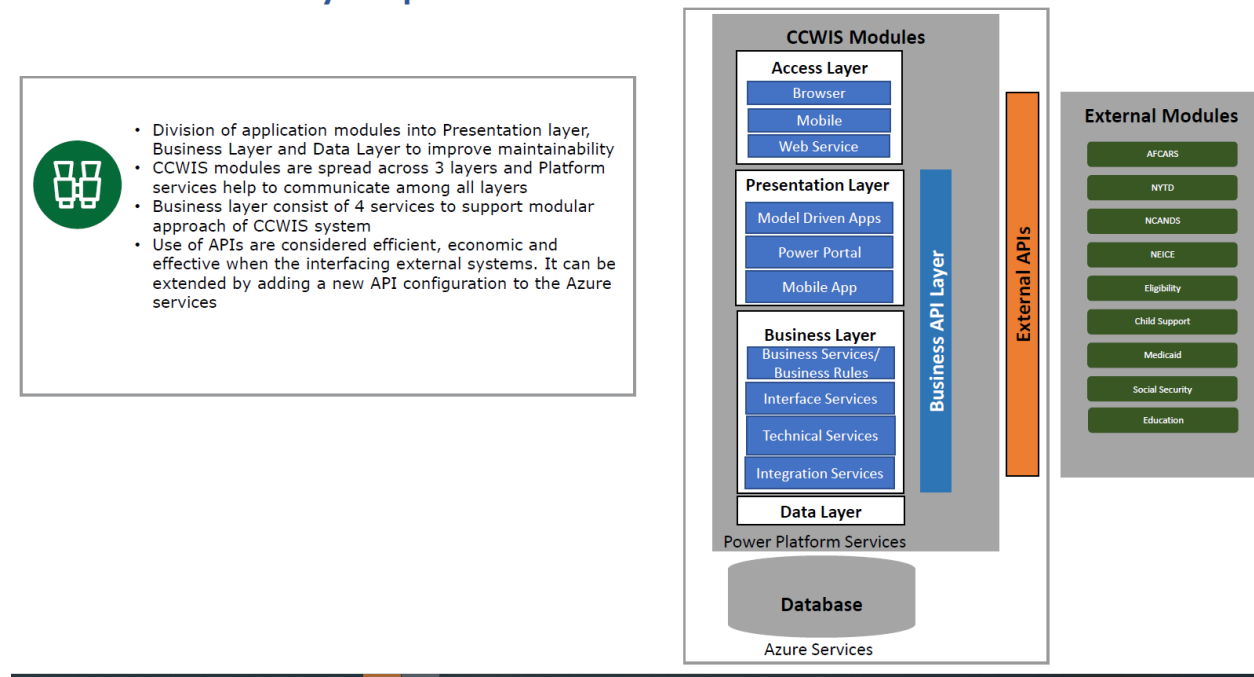 • Division of application modules into Presentation layer,
Business Layer and Data Layer to improve maintainability
• CCWIS modules are spread across 3 layers and Platform
services help to communicate among all layers
• Business layer consist of 4 services to support modular
approach of CCWIS system
• Use of APIs are considered efficient, economic and
effective when the interfacing external systems. It can be
extended by adding a new API configuration to the Azure
services
CCWIS Modules
Access Layer
Browser
Mobile
Web Service
Presentation Layer
Model Driven Apps
Power Portal
Mobile App
Business Layer
Business Services/
Business Rules
Interface Services
Technical Services
Integration Services
Data Layer
Power Platform Services
Business API Layer
Database
Azure Services
External APIs
External Modules
AFCARS
NYTD
NCANDS
NEICE
Eligibility
Child Support
Medicaid
Social Security
Education